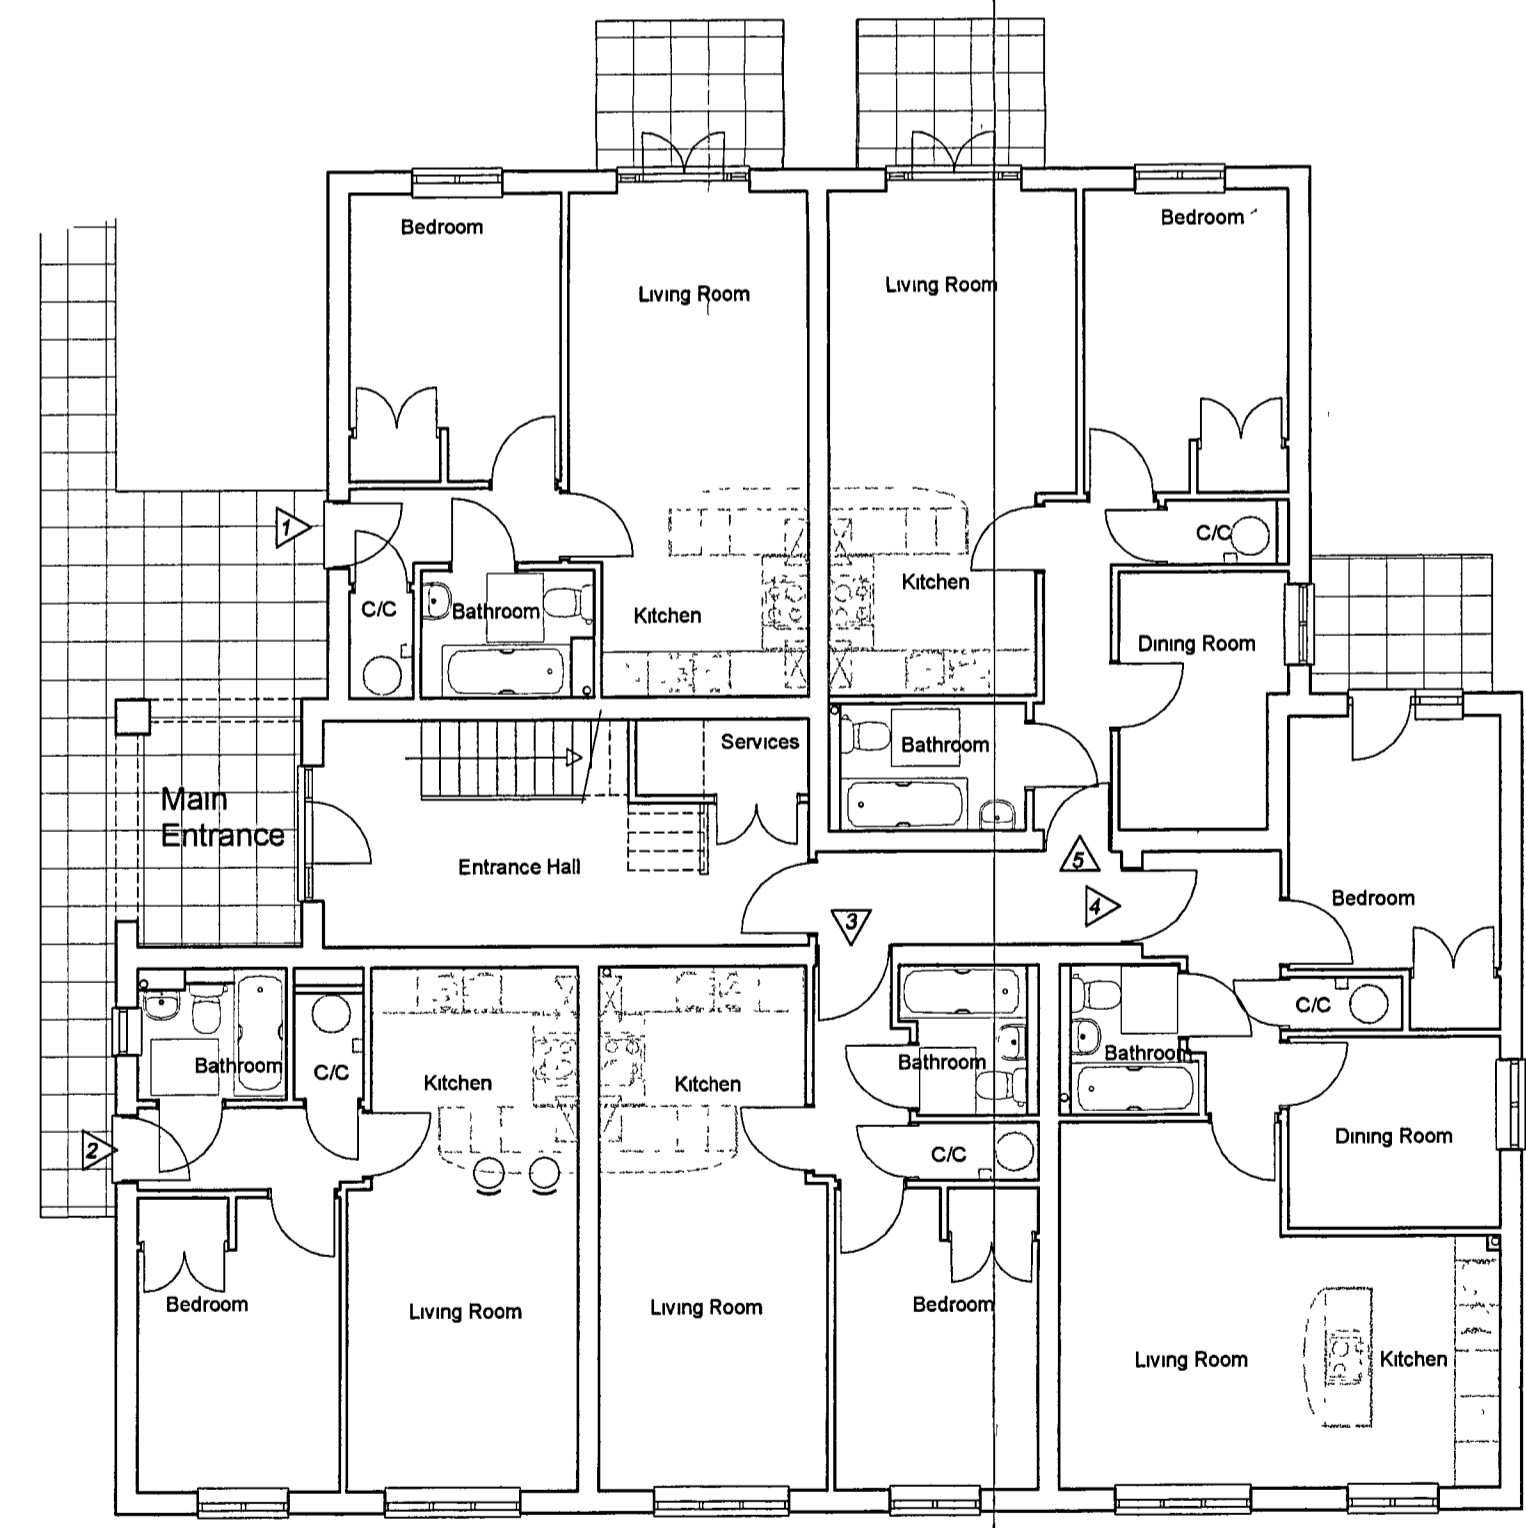 Bedroom
Bedroom
Living Room
Living Room
1
C/C
C/C
Bathroom
Kitchen
Kitchen
Dining Room
Services
Bathroom
Main
Entrance
Entrance Hall
5
4
3
Bedroom
C/C
Bathroom
C/C
Kitchen
Kitchen
Bathroom
Bathroom
2
C/C
Dining Room
Bedroom
Living Room
Living Room
Bedroom
Living Room
Kitchen